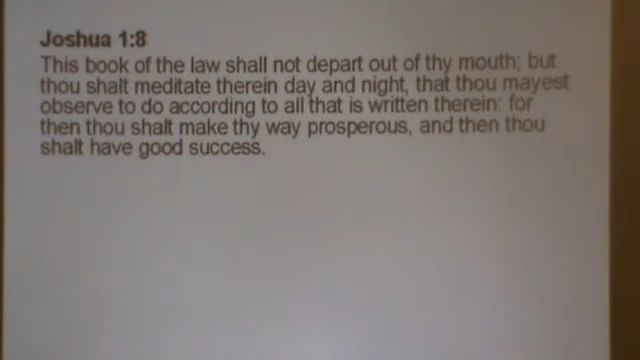 Joshua 1:8
This book of the law shall not depart out of thy mouth; but
thou shalt meditate therein day and night, that thou mayest
observe to do according to all that is written therein: for
then thou shalt make thy way prosperous, and then thou
shalt have good success.